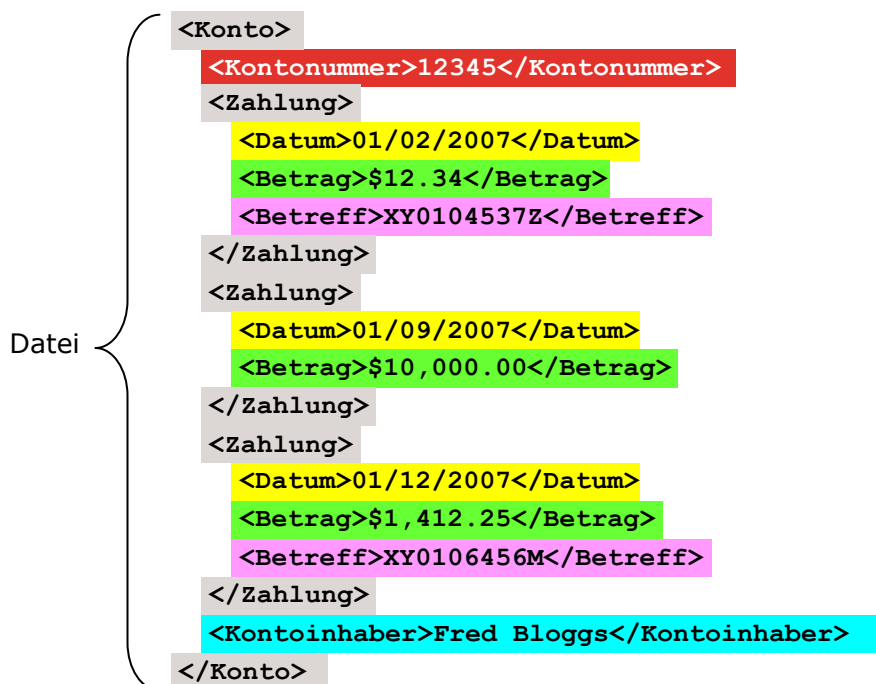 <Konto>
<Kontonummer>12345</Kontonummer>
<Zahlung>
<Datum>01/02/2007</Datum>
<Betrag>$12.34</Betrag>
<Betreff>XY0104537Z</Betreff>
</Zahlung>
<Zahlung>
<Datum>01/09/2007</Datum>
Datei
<Betrag>$10,000.00</Betrag>
</Zahlung>
<Zahlung>
<Datum>01/12/2007</Datum>
<Betrag>$1,412.25</Betrag>
<Betreff>XY0106456M</Betreff>
</Zahlung>
<Kontoinhaber>Fred Bloggs</Kontoinhaber>
</Konto>